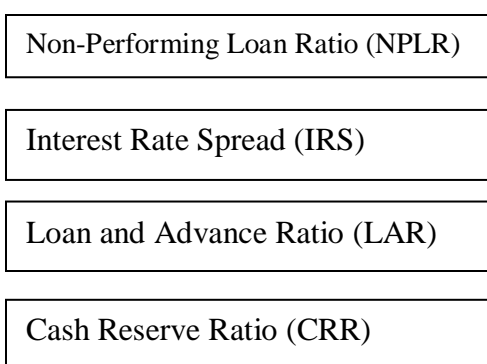 Non-Performing Loan Ratio (NPLR)
Interest Rate Spread (IRS)
Loan and Advance Ratio (LAR)
Cash Reserve Ratio (CRR)